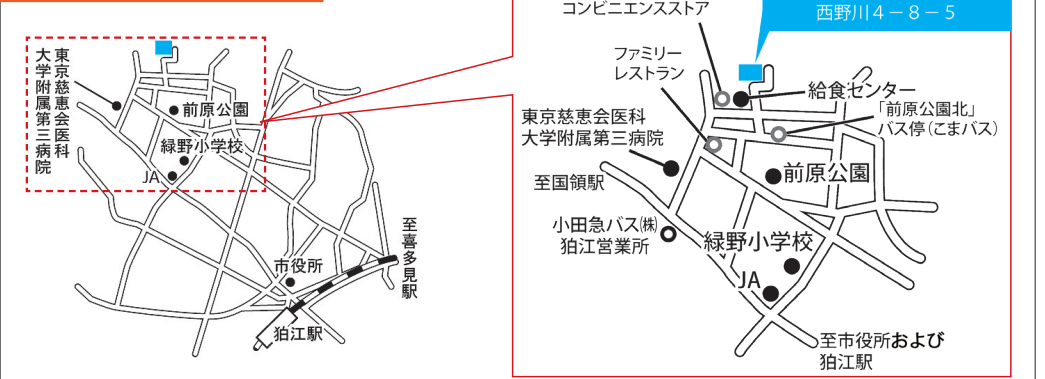 東京慈恵会医科
大学附属第三病院
前原公園
緑野小学校
JA
市役所
至喜多見駅
狛江駅
コンビニエンスストア
西野川4－8－5
ファミリー
レストラン
給食センター
「前原公園北」
バス停（こまバス）
東京慈恵会医科
大学附属第三病院
至国領駅
前原公園
小田急バス㈱
狛江営業所
緑野小学校
JA
至市役所および
狛江駅